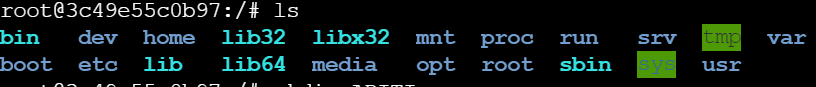 root@3c49e55c0b97:/# ls
bin dev home lib32 libx32 mnt proc run srv tmp var
boot etc lib lib64 media opt root sbin sys usr